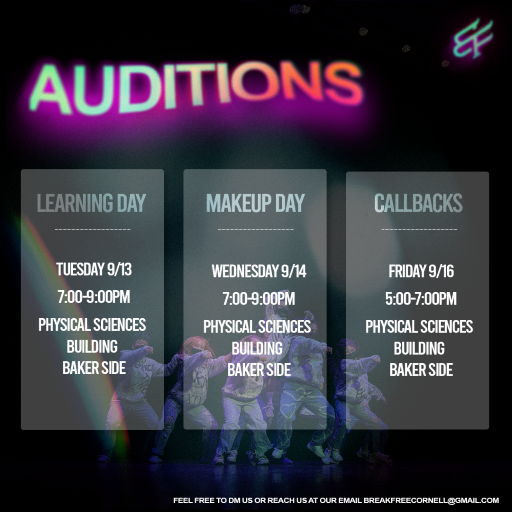 AUDITIONS
LEARNING DAY
TUESDAY 9/13
7:00-9:00PM
PHYSICAL SCIENCES
BUILDING
BAKER SIDE
MAKEUP DAY
WEDNESDAY 9/14
7:00-9:00PM
PHYSICAL SCIENCES
BUILDING
BAKER SIDE
CALLBACKS
FRIDAY 9/16
5:00-7:00PM
PHYSICAL SCIENCES
BUILDING
BAKER SIDE
FEEL FREE TO DM US OR REACH US AT OUR EMAIL BREAKFREECORNELL@GMAIL.COM